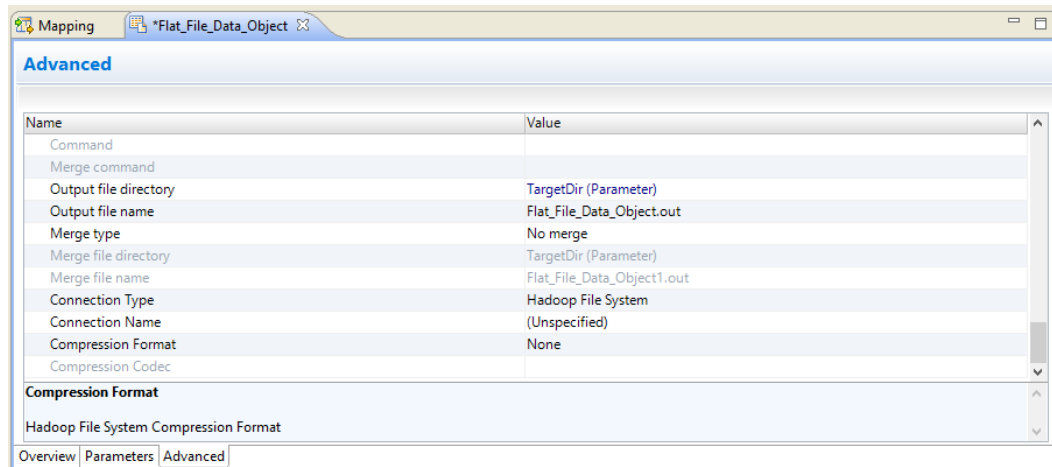 Mapping *Flat_File_Data_Object
Advanced
Name Value
Command
Merge command
Output file directory TargetDir (Parameter)
Output file name Flat_File_Data_Object.out
Merge type No merge
Merge file directory TargetDir (Parameter)
Merge file name Flat_File_Data_Object1.out
Connection Type Hadoop File System
Connection Name (Unspecified)
Compression Format None
Compression Codec
Compression Format
Hadoop File System Compression Format
Overview Parameters Advanced